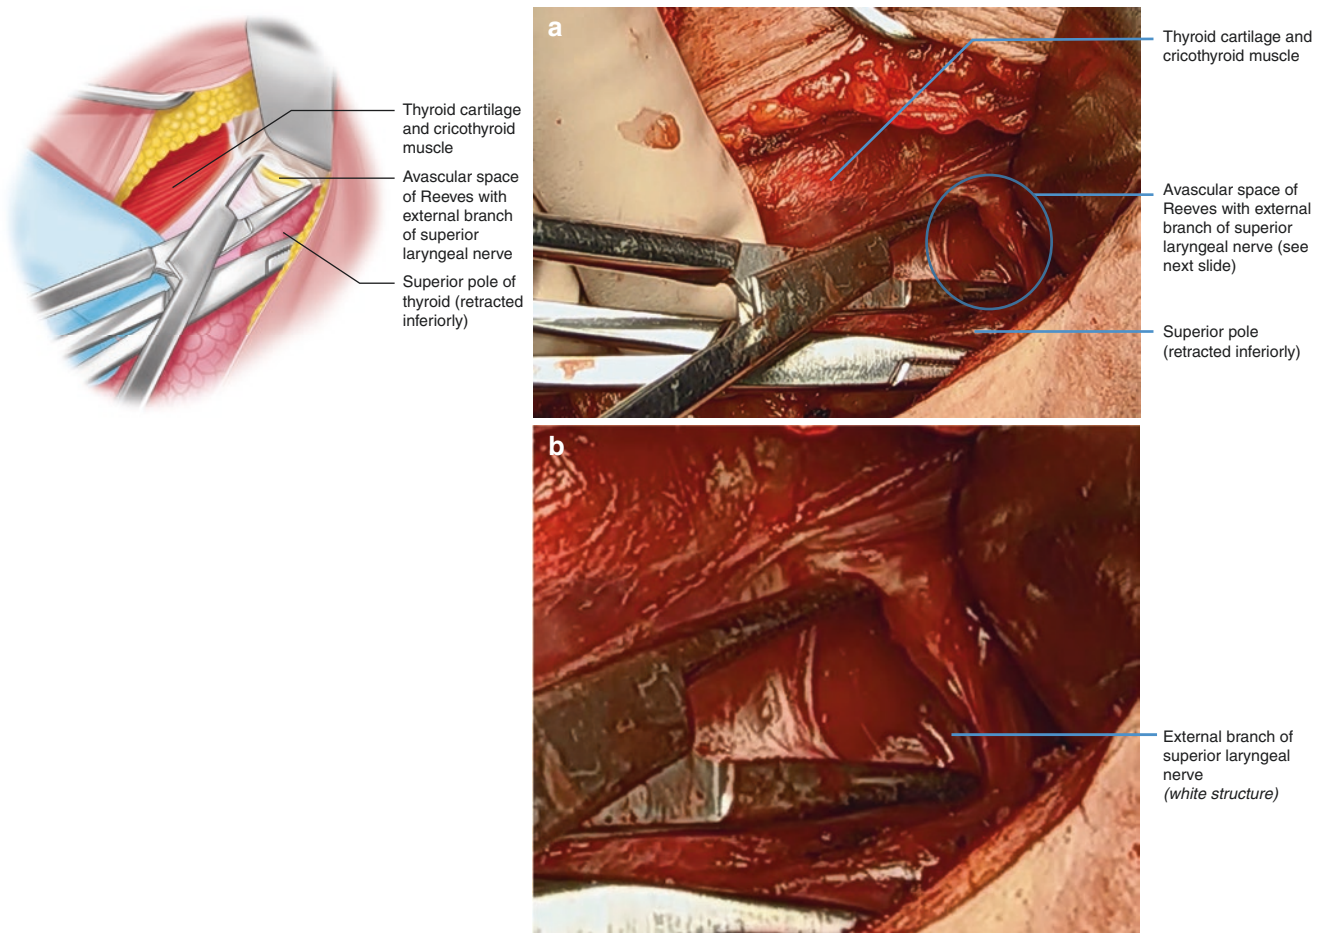 Thyroid cartilage
and cricothyroid
muscle
Avascular space
of Reeves with
external branch
of superior
laryngeal nerve
Superior pole of
thyroid (retracted
inferiorly)
a
Thyroid cartilage and
cricothyroid muscle
Avascular space of
Reeves with external
branch of superior
laryngeal nerve (see
next slide)
Superior pole
(retracted inferiorly)
b
External branch of
superior laryngeal
nerve
(white structure)